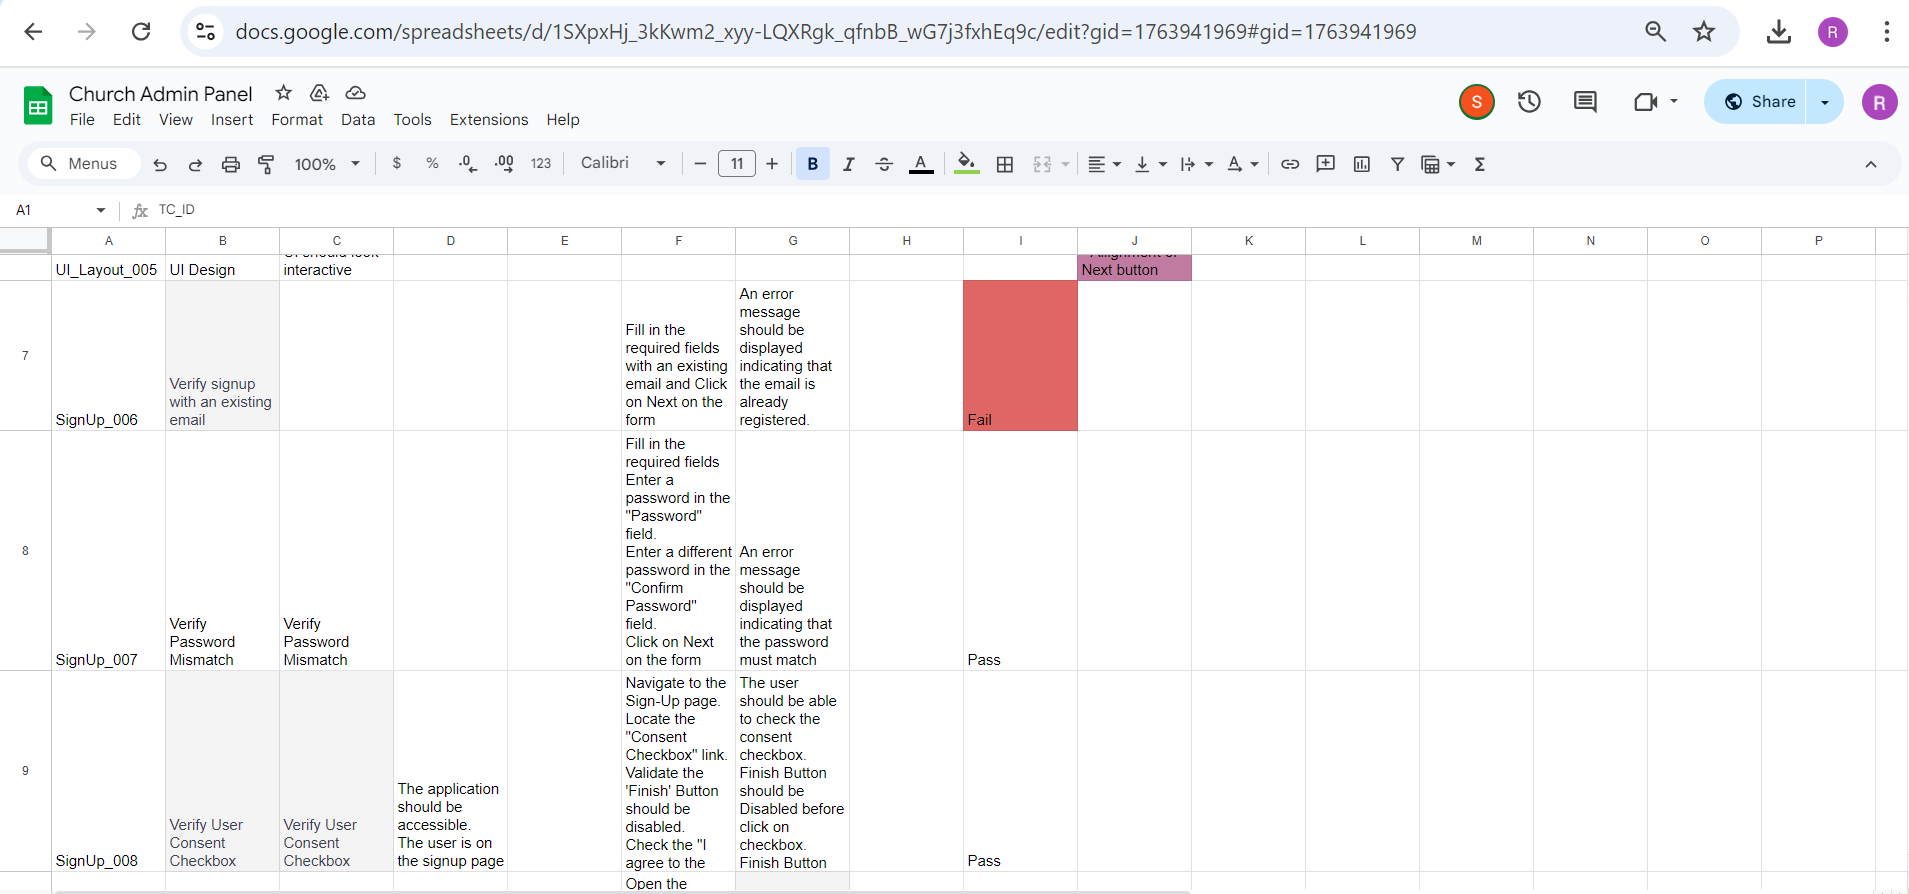 docs.google.com/spreadsheets/d/1SXpxHj_3kKwm2_xyy-LQXRgk_qfnbB_wG7j3fxhEq9c/edit?gid=1763941969#gid=1763941969
R
Church Admin Panel
File Edit View Insert Format Data Tools Extensions Help
S
Share
R
Menus
100%
$ % .0 .00 123
Calibri
11
B I A
A1
TC_ID
A B C D E F G H I J K L M N O P
UI_Layout_005
UI Design
UI should look
interactive
Alignment of
Next button
7
SignUp_006
Verify signup
with an existing
email
Fill in the
required fields
with an existing
email and Click
on Next on the
form
An error
message
should be
displayed
indicating that
the email is
already
registered.
Fail
8
SignUp_007
Verify
Password
Mismatch
Verify
Password
Mismatch
Fill in the
required fields
Enter a
password in the
"Password"
field.
Enter a different
password in the
"Confirm
Password"
field.
Click on Next
on the form
An error
message
should be
displayed
indicating that
the password
must match
Pass
9
SignUp_008
Verify User
Consent
Checkbox
Verify User
Consent
Checkbox
The application
should be
accessible.
The user is on
the signup page
Navigate to the
Sign-Up page.
Locate the
"Consent
Checkbox" link.
Validate the
'Finish' Button
should be
disabled.
Check the "I
agree to the
The user
should be able
to check the
consent
checkbox.
Finish Button
should be
Disabled before
click on
checkbox.
Finish Button
Pass
Open the